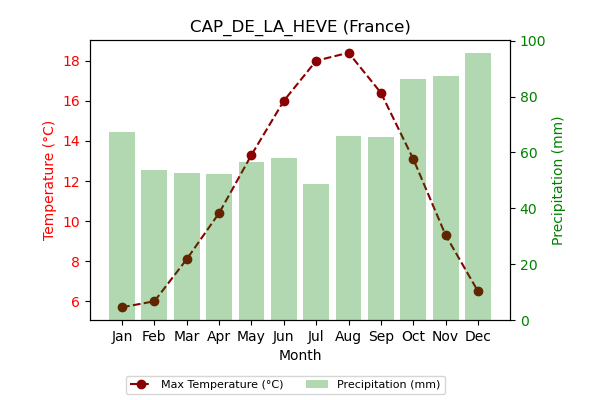 CAP_DE_LA_HEVE (France)
Temperature (°C)
18
16
14
12
10
8
6
100
80
60
40
20
0
Precipitation (mm)
Jan Feb Mar Apr May Jun Jul Aug Sep Oct Nov Dec
Month
Max Temperature (°C) Precipitation (mm)